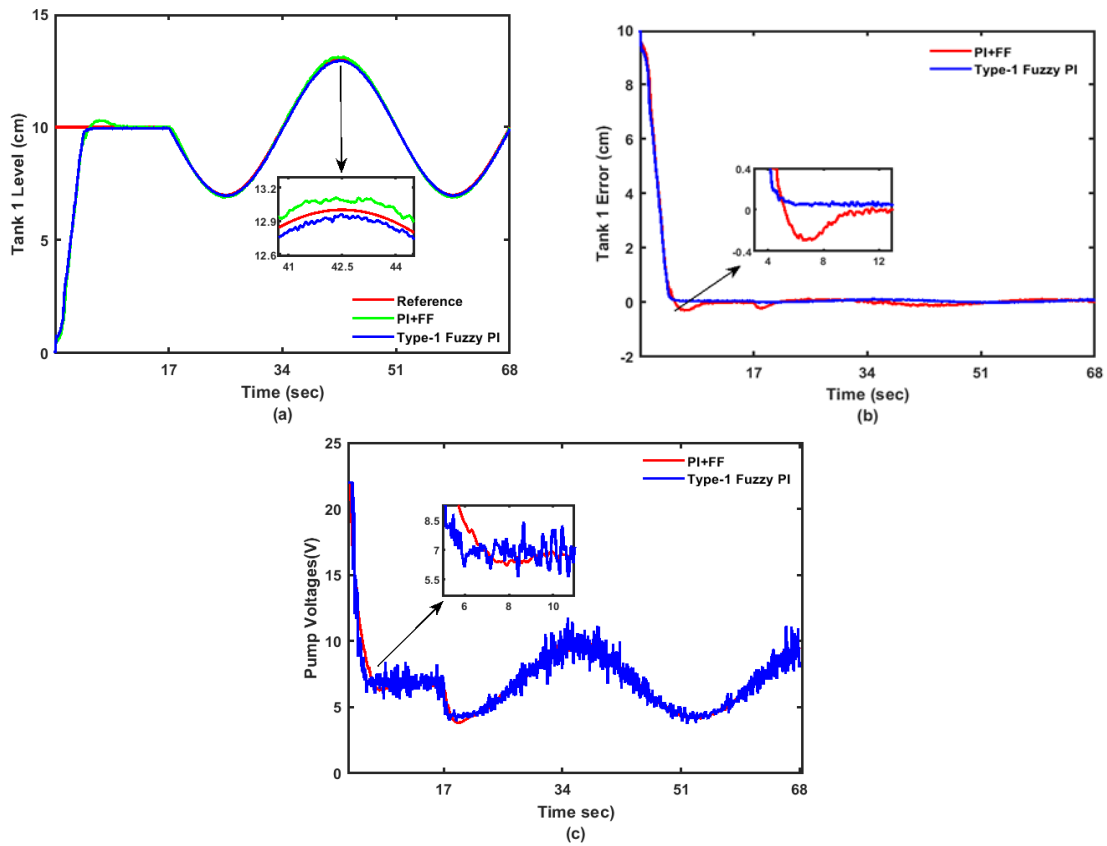 15
10
5
0
Tank 1 Level (cm)
13.2
12.9
12.6
41
42.5
44
Reference
PI+FF
Type-1 Fuzzy PI
17
34
51
68
Time (sec)
(a)
10
8
6
4
2
0
-2
Tank 1 Error (cm)
PI+FF
Type-1 Fuzzy PI
0.4
0
-0.4
4
8
12
17
34
51
68
Time (sec)
(b)
25
20
15
10
5
0
Pump Voltages(V)
PI+FF
Type-1 Fuzzy PI
8.5
7
5.5
6
8
10
17
34
51
68
Time sec)
(c)